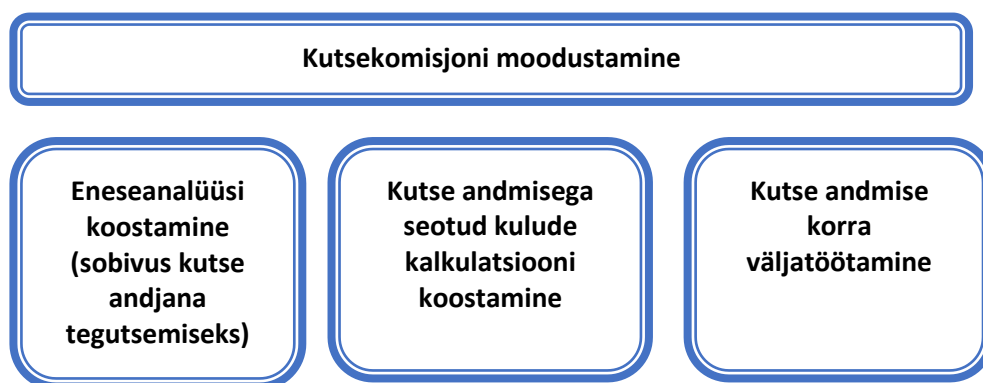 Kutsekomisjoni moodustamine
Eneseanalüüsi
koostamine
(sobivus kutse
andjana
tegutsemiseks)
Kutse andmisega
seotud kulude
kalkulatsiooni
koostamine
Kutse andmise
korra
väljatöötamine